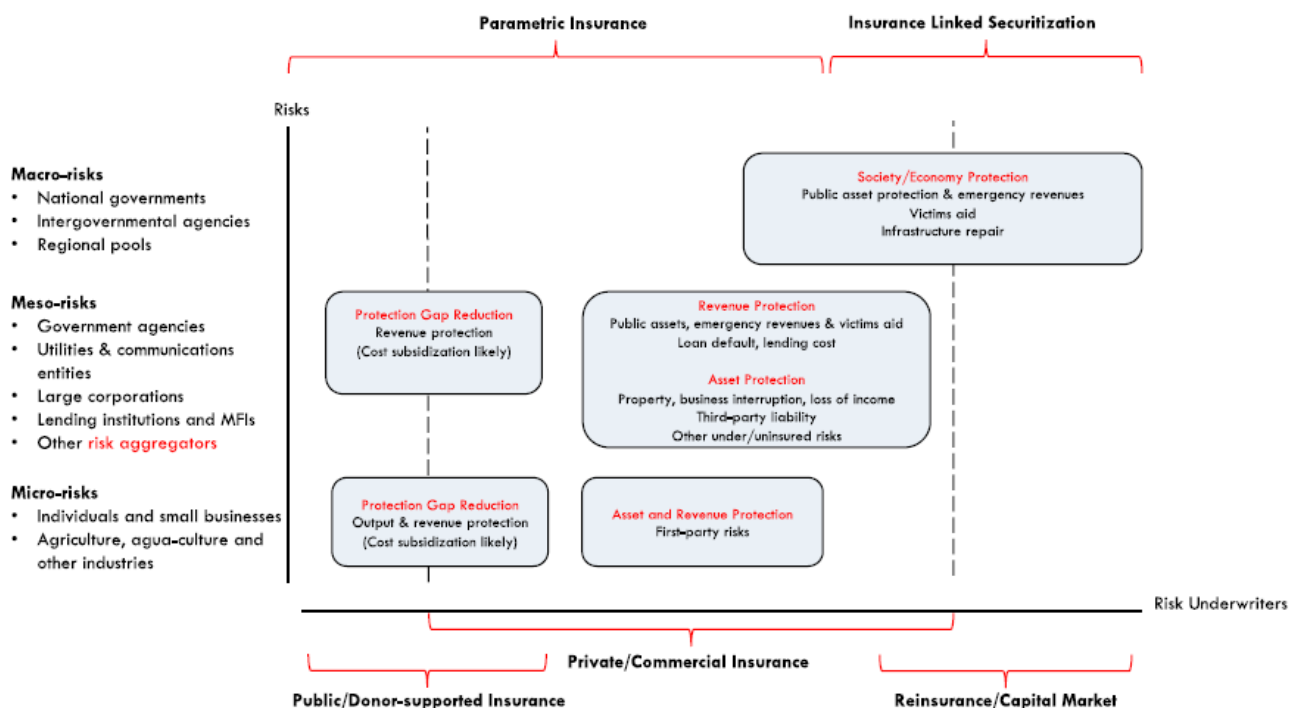 Parametric Insurance
Insurance Linked Securitization
Risks
Macro-risks
• National governments
• Intergovernmental agencies
• Regional pools
Society/Economy Protection
Public asset protection & emergency revenues
Victims aid
Infrastructure repair
Meso-risks
• Government agencies
• Utilities & communications
entities
• Large corporations
• Lending institutions and MFIs
• Other risk aggregators
Protection Gap Reduction
Revenue protection
(Cost subsidization likely)
Revenue Protection
Public assets, emergency revenues & victims aid
Loan default, lending cost
Asset Protection
Property, business interruption, loss of income
Third-party liability
Other under/uninsured risks
Micro-risks
• Individuals and small businesses
• Agriculture, agua-culture and
other industries
Protection Gap Reduction
Output & revenue protection
(Cost subsidization likely)
Asset and Revenue Protection
First-party risks
Risk Underwriters
Private/Commercial Insurance
Public/Donor-supported Insurance
Reinsurance/Capital Market